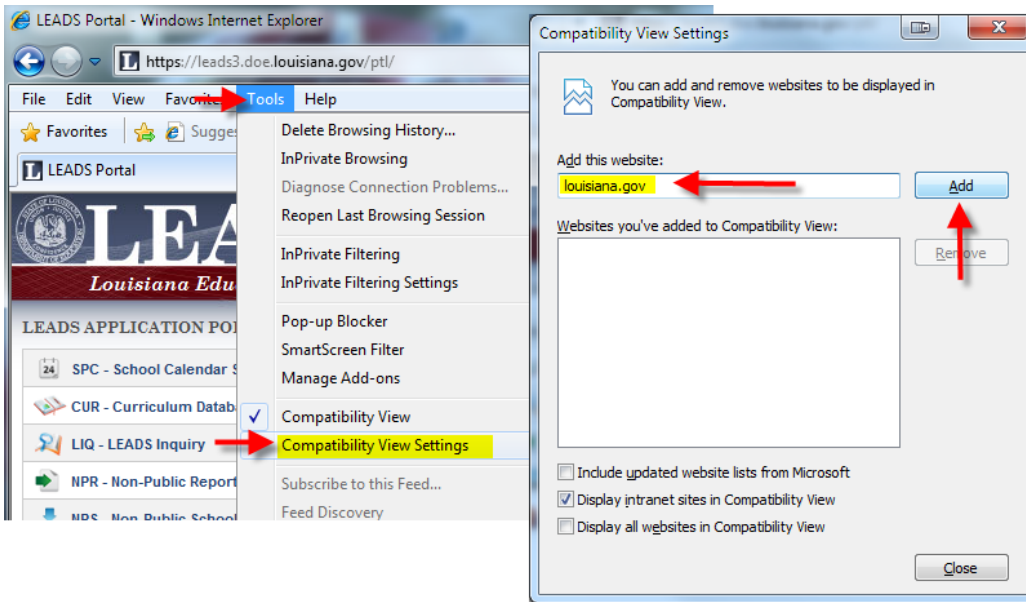 LEADS Portal - Windows Internet Explorer
https://leads3.doe.louisiana.gov/ptl/
File Edit View Tools Help
Favorites
LEADS Portal
Louisiana
LEADS APPLICATION
SPC - School Calendar
CUR - Curriculum
LIQ - LEADS Inquiry
NPR - Non-Public
NPS - Non-Public School
Delete Browsing History...
InPrivate Browsing
Diagnose Connection Problems...
Reopen Last Browsing Session
InPrivate Filtering
InPrivate Filtering Settings
Pop-up Blocker
SmartScreen Filter
Manage Add-ons
Compatibility View
Compatibility View Settings
Subscribe to this Feed...
Feed Discovery
Compatibility View Settings
You can add and remove websites to be displayed in
Compatibility View.
Add this website:
louisiana.gov
Add
Websites you've added to Compatibility View:
Remove
Include updated website lists from Microsoft
Display intranet sites in Compatibility View
Display all websites in Compatibility View
Close